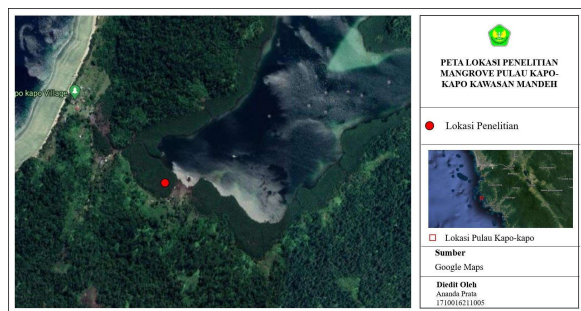 po kapo Village
PETA LOKASI PENELITIAN
MANGROVE PULAU KAPO-
KAPO KAWASAN MANDEH
Lokasi Penelitian
Lokasi Pulau Kapo-kapo
Sumber
Google Maps
Diedit Oleh
Ananda Prata
1710016211005